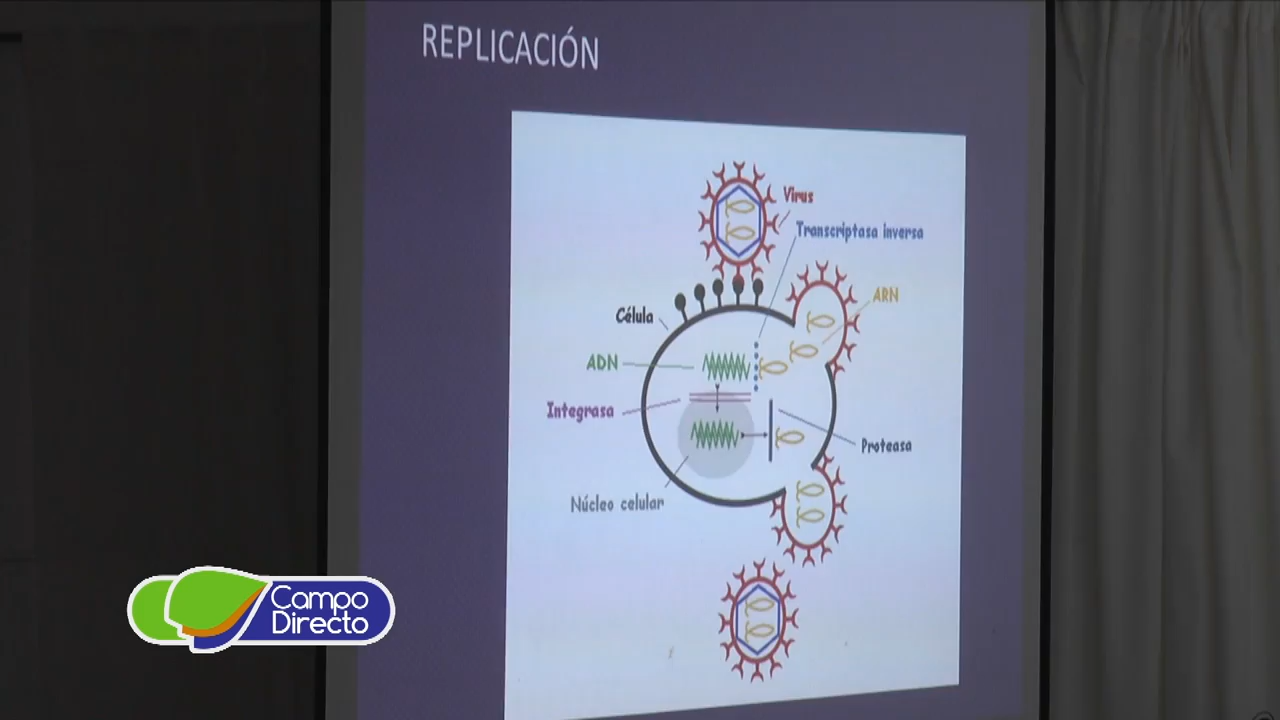 REPLICACIÓN
Virus
Transcriptasa inversa
ARN
Célula
ADN
Integrasa
Proteasa
Núcleo celular
Campo
Directo